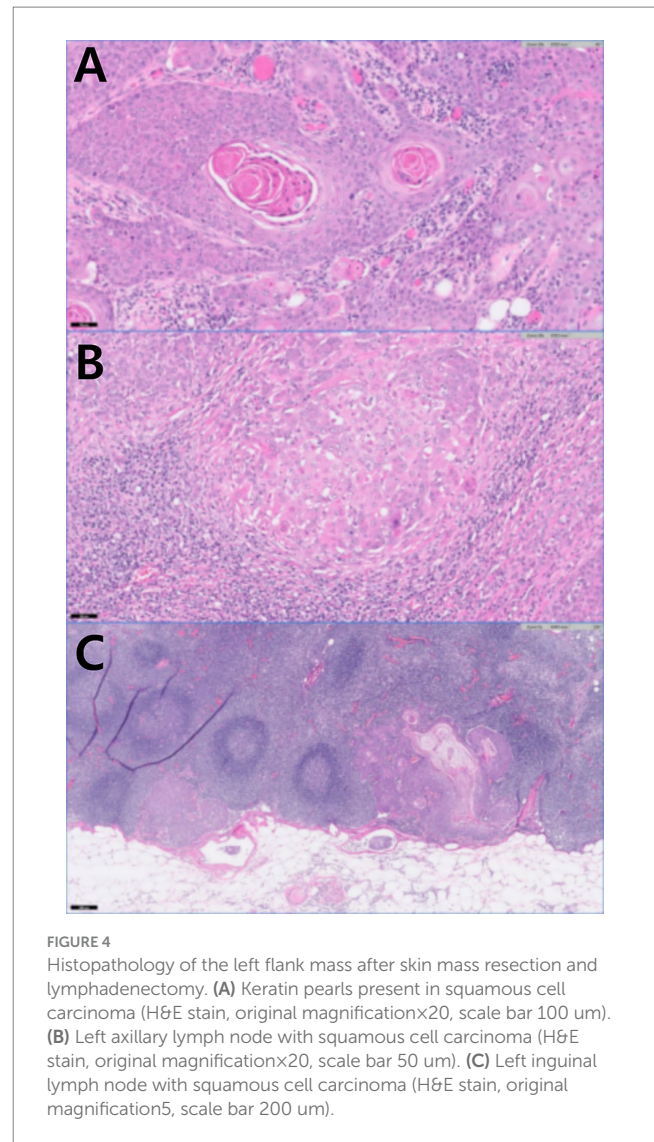 A
B
C
FIGURE 4
Histopathology of the left flank mass after skin mass resection and
lymphadenectomy. (A) Keratin pearls present in squamous cell
carcinoma (H&E stain, original magnification×20, scale bar 100 um).
(B) Left axillary lymph node with squamous cell carcinoma (H&E
stain, original magnification×20, scale bar 50 um). (C) Left inguinal
lymph node with squamous cell carcinoma (H&E stain, original
magnification5, scale bar 200 um).